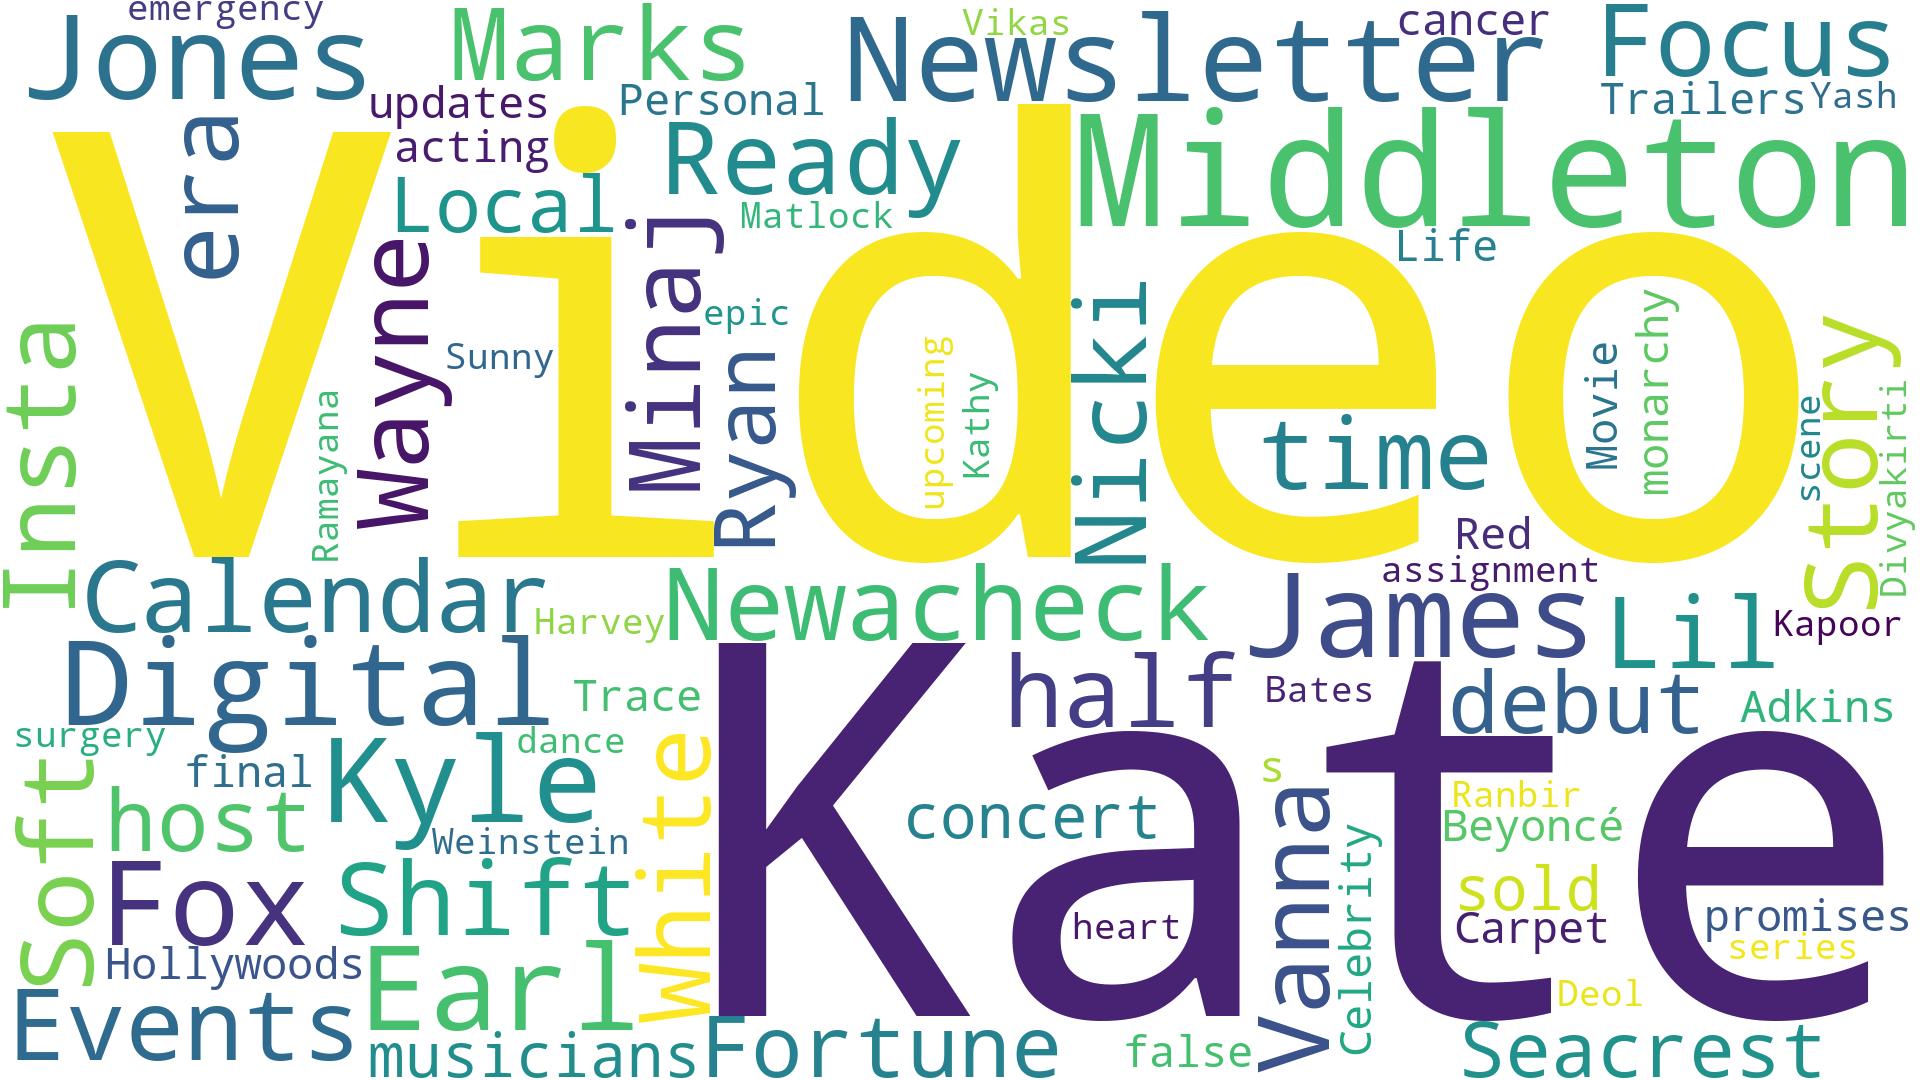 emergency
Jones
Marks
Newsletter
Vikas
cancer
Focus
updates
Personal
Trailers
Yash
era
acting
Video
Ready
Middleton
Local
Matlock
Minaj
Life
Wayne
epic
Sunny
Ryan
Nicki
upcoming
Kathy
Movie
monarchy
Story
Insta
Ramayana
time
scene
Divyakirti
Red
assignment
Calendar
Newacheck
James
Harvey
Lil
Kapoor
Digital
half
Trace
Bates
debut
Adkins
Kate
surgery
dance
Kyle
final
White
s
Soft
host
concert
Vanna
Ranbir
Beyoncé
Weinstein
Celebrity
Fox
Shift
sold
heart
Carpet
promises
Hollywoods
series
Earl
Events
Deol
musicians
Fortune
false
Seacrest